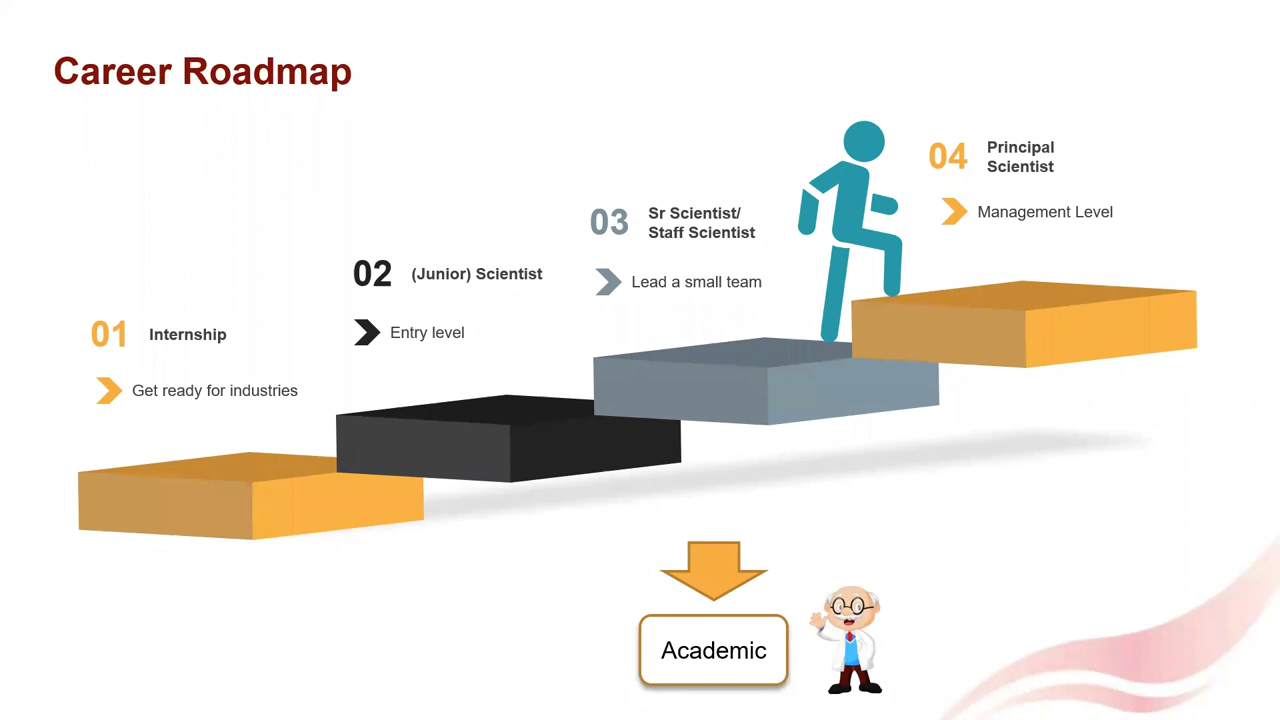 Career Roadmap
01
Internship
Get ready for industries
02
(Junior) Scientist
Entry level
03
Sr Scientist/
Staff Scientist
Lead a small team
04
Principal
Scientist
Management Level
Academic